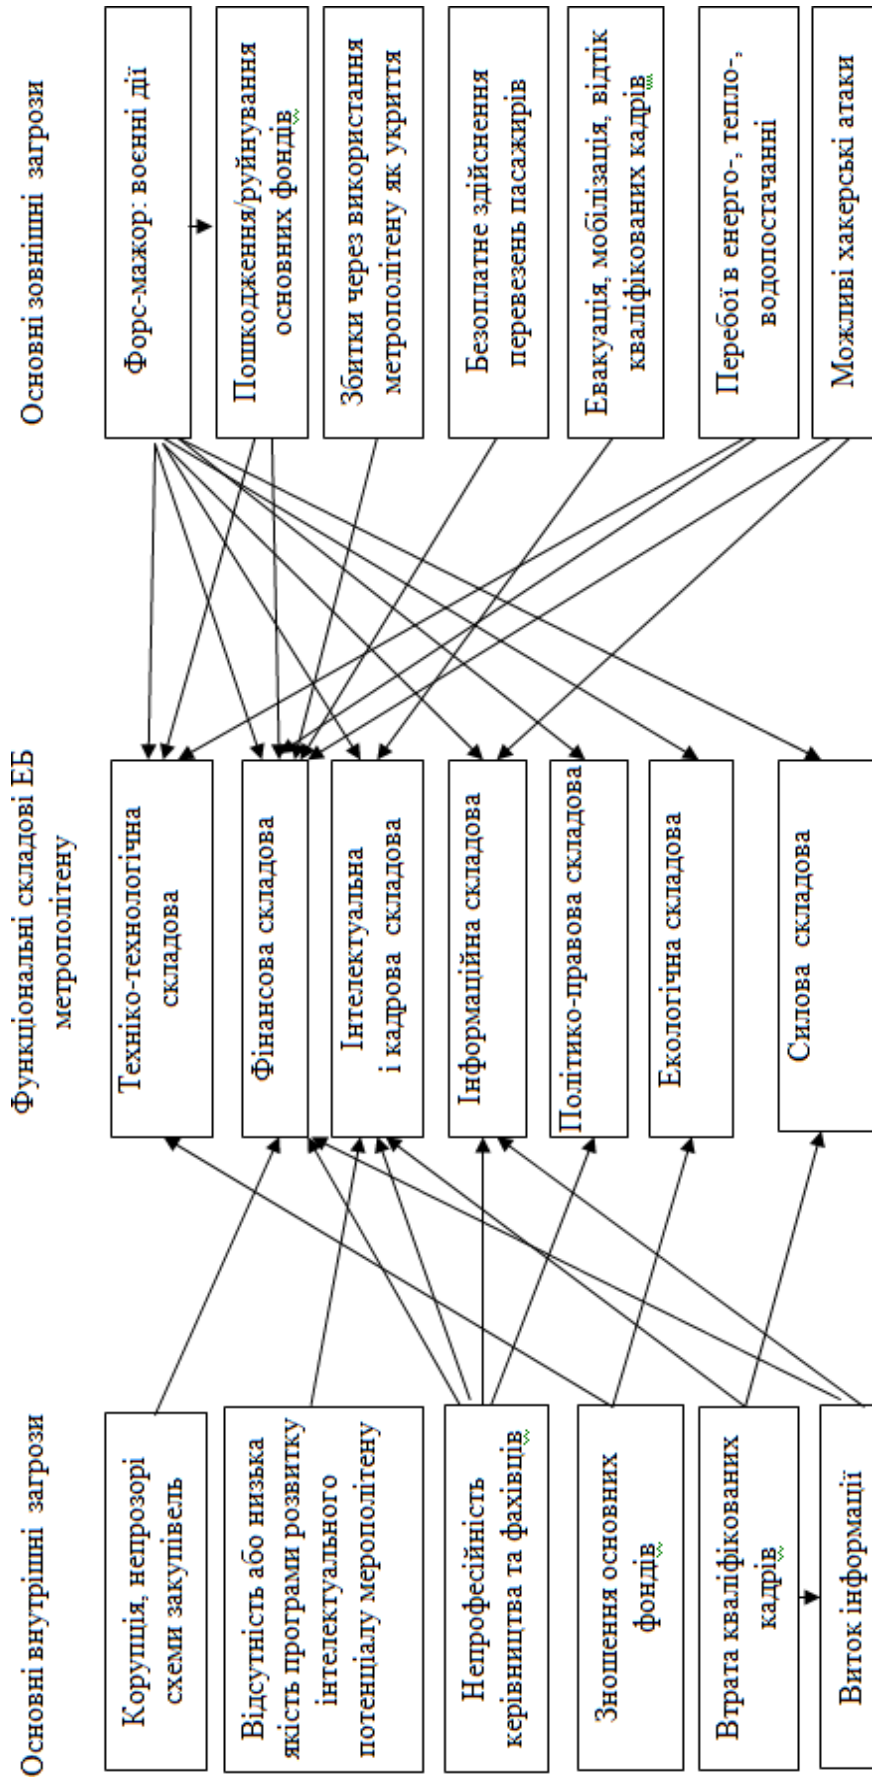 Основні внутрішні загрози
Корупція, непрозорі
схеми закупівель
Відсутність або низька
якість програми розвитку
інтелектуального
потенціалу мерополітену
Непрофесійність
керівництва та фахівців
Зношення основних
фондів
Втрата кваліфікованих
кадрів
Виток інформації
Функціональні складові ЕБ
метрополітену
Техніко-технологічна
складова
Фінансова складова
Інтелектуальна
і кадрова складова
Інформаційна складова
Політико-правова складова
Екологічна складова
Силова складова
Основні зовнішні загрози
Форс-мажор: воєнні дії
Пошкодження/руйнування
основних фондів
Збитки через використання
метрополітену як укриття
Безоплатне здійснення
перевезень пасажирів
Евакуація, мобілізація, відтік
кваліфікованих кадрів
Перебої в енерго-, тепло-,
водопостачанні
Можливі хакерські атаки